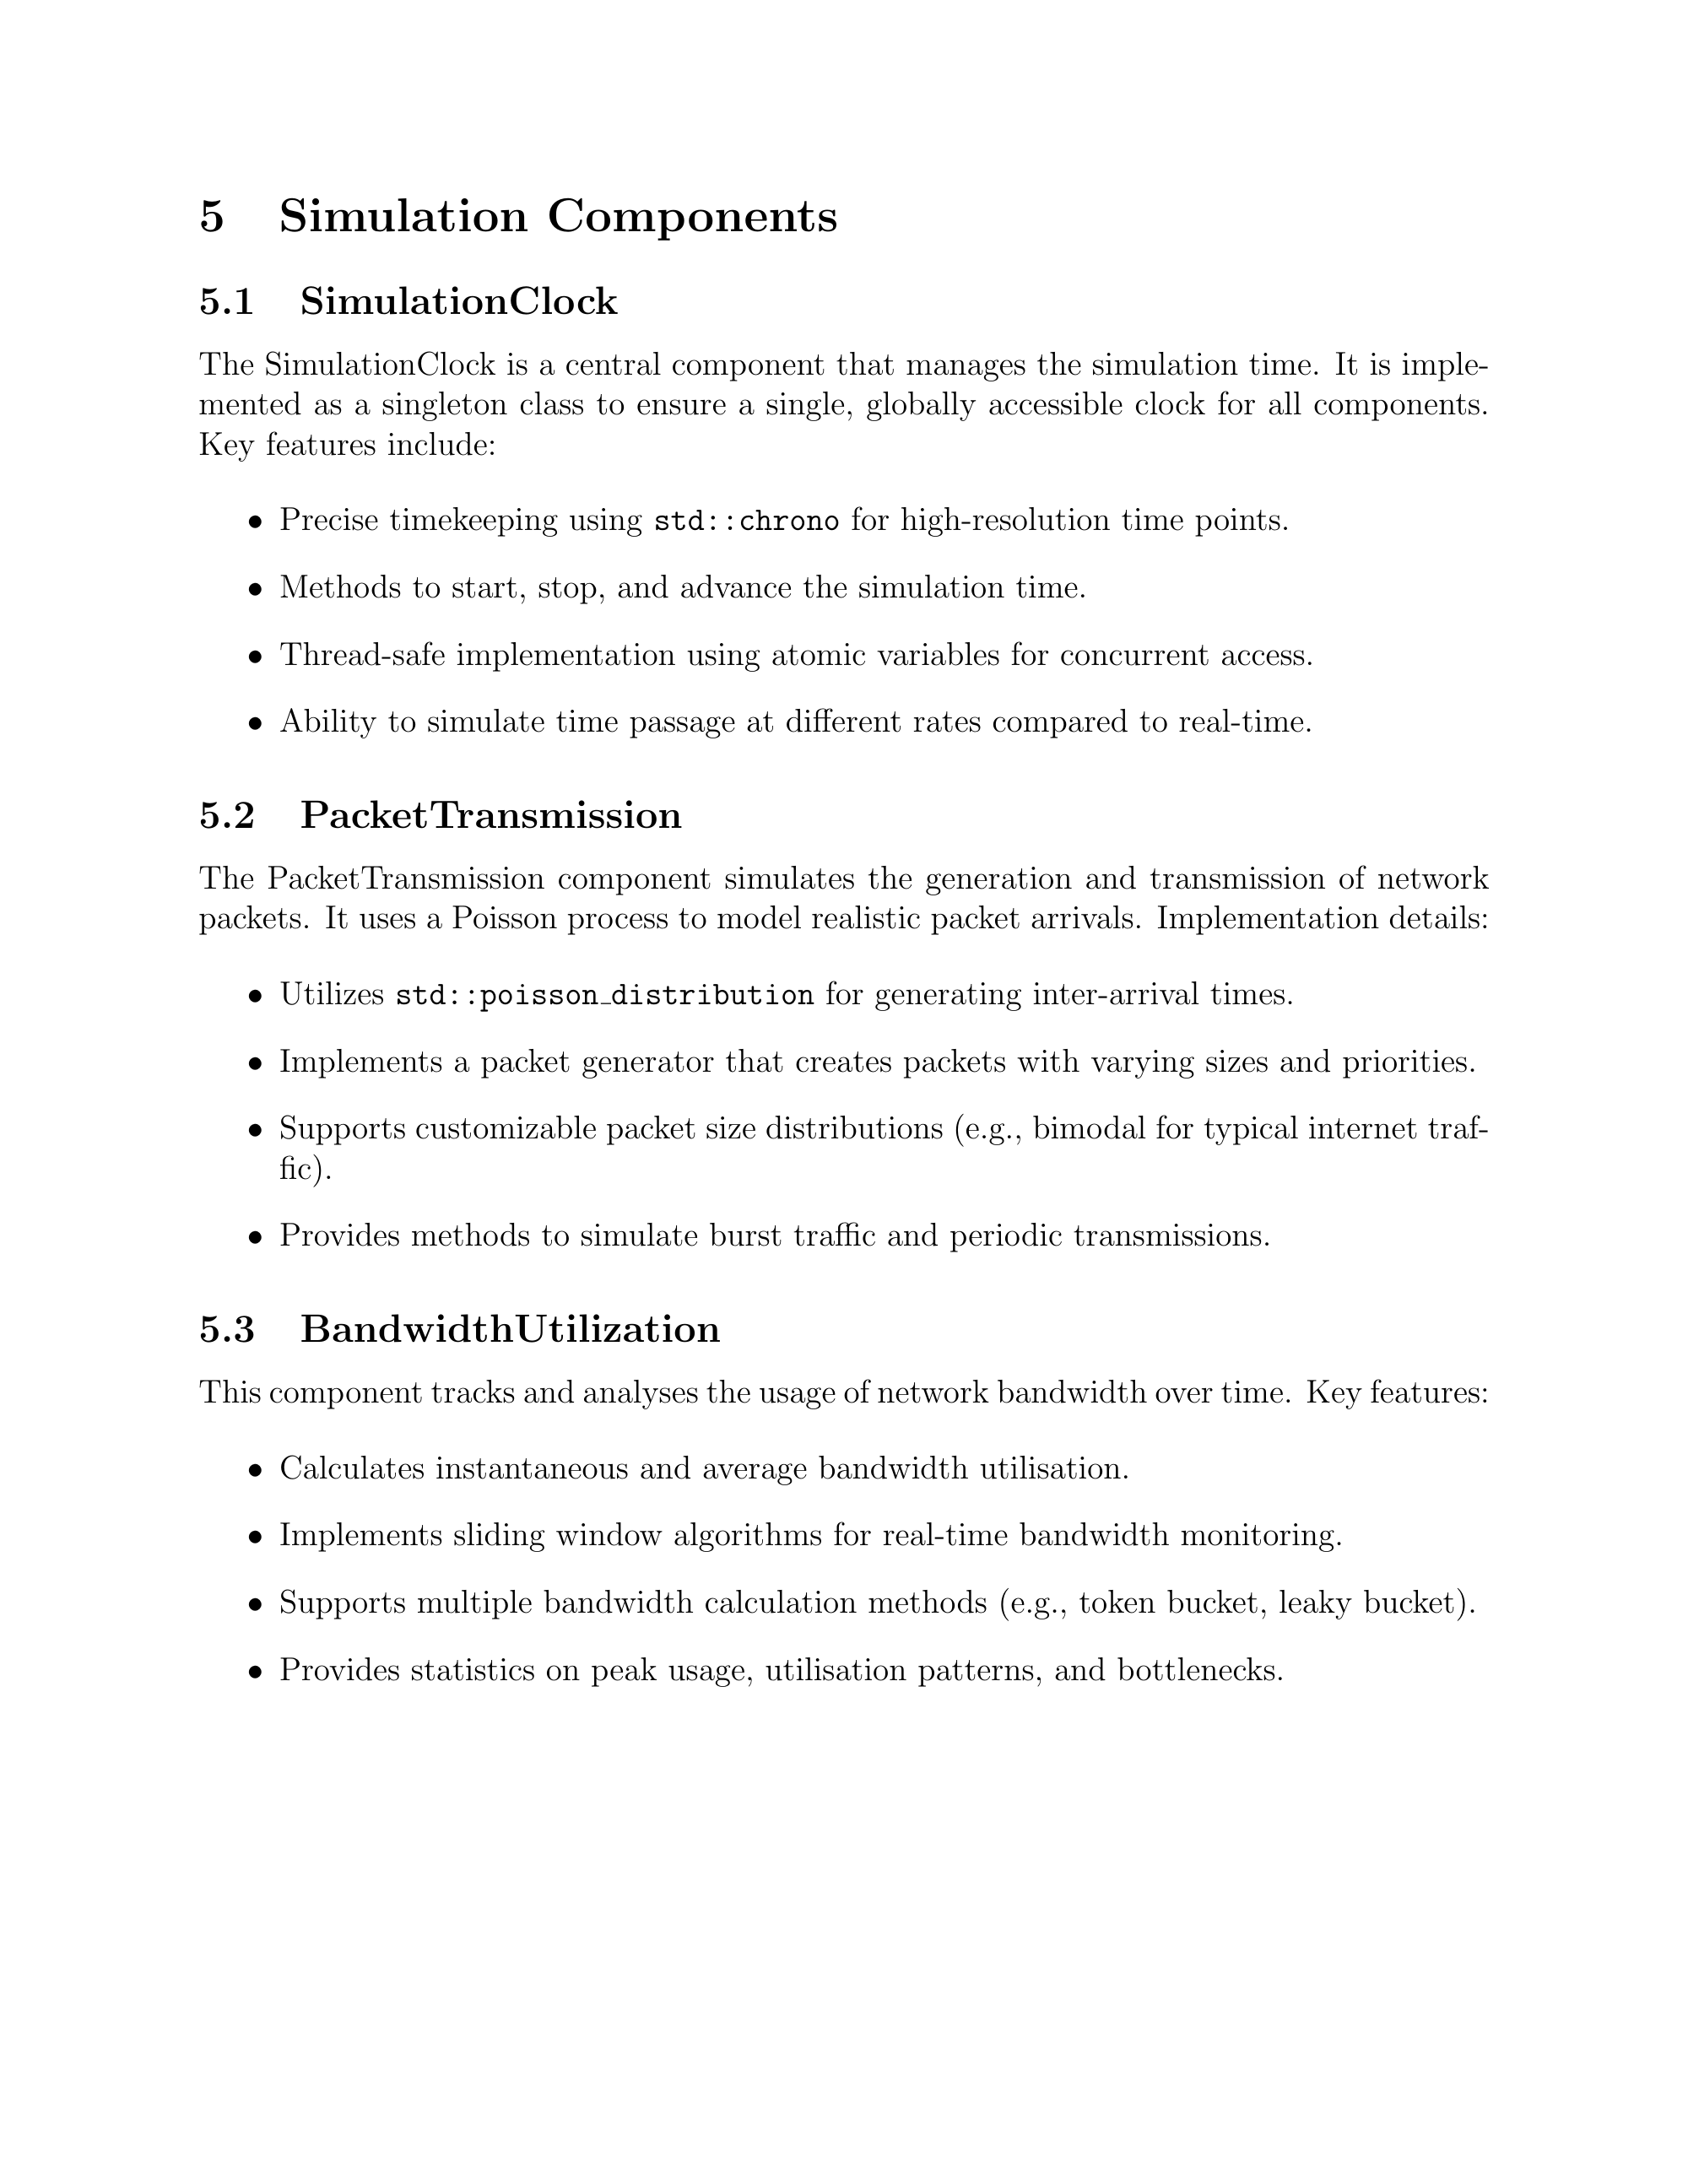 5 Simulation Components
5.1 SimulationClock
The SimulationClock is a central component that manages the simulation time. It is imple-
mented as a singleton class to ensure a single, globally accessible clock for all components.
Key features include:
• Precise timekeeping using std::chrono for high-resolution time points.
• Methods to start, stop, and advance the simulation time.
• Thread-safe implementation using atomic variables for concurrent access.
• Ability to simulate time passage at different rates compared to real-time.
5.2 PacketTransmission
The PacketTransmission component simulates the generation and transmission of network
packets. It uses a Poisson process to model realistic packet arrivals. Implementation details:
• Utilizes std::poisson_distribution for generating inter-arrival times.
• Implements a packet generator that creates packets with varying sizes and priorities.
• Supports customizable packet size distributions (e.g., bimodal for typical internet traf-
fic).
• Provides methods to simulate burst traffic and periodic transmissions.
5.3 BandwidthUtilization
This component tracks and analyses the usage of network bandwidth over time. Key features:
• Calculates instantaneous and average bandwidth utilisation.
• Implements sliding window algorithms for real-time bandwidth monitoring.
• Supports multiple bandwidth calculation methods (e.g., token bucket, leaky bucket).
• Provides statistics on peak usage, utilisation patterns, and bottlenecks.